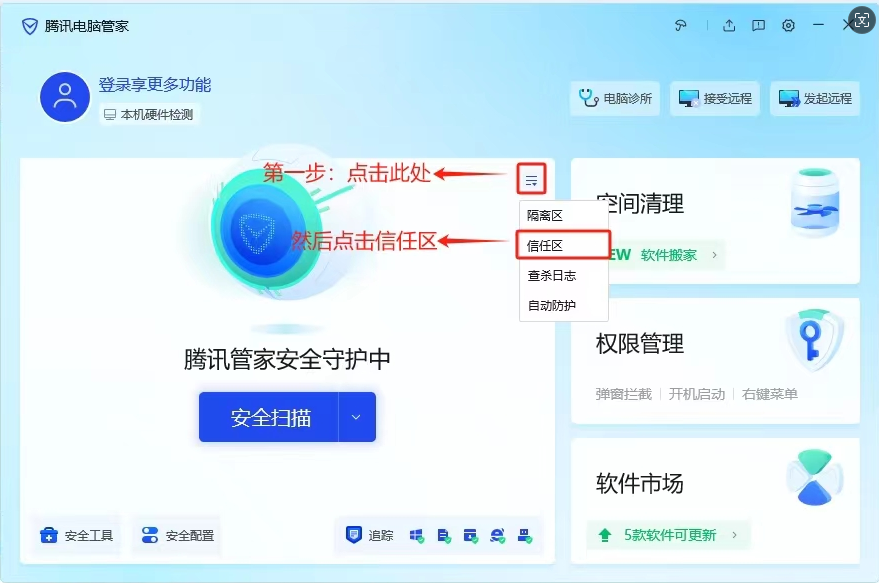 腾讯电脑管家
登录享更多功能
本机硬件检测
电脑诊所
接受远程
发起远程
第一步：点击此处
隔离区
然后点击信任区
信任区
查杀日志
自动防护
腾讯管家安全守护中
安全扫描
安全工具
安全配置
追踪
空间清理
EW 软件搬家
权限管理
弹窗拦截 开机启动 右键菜单
软件市场
5款软件可更新